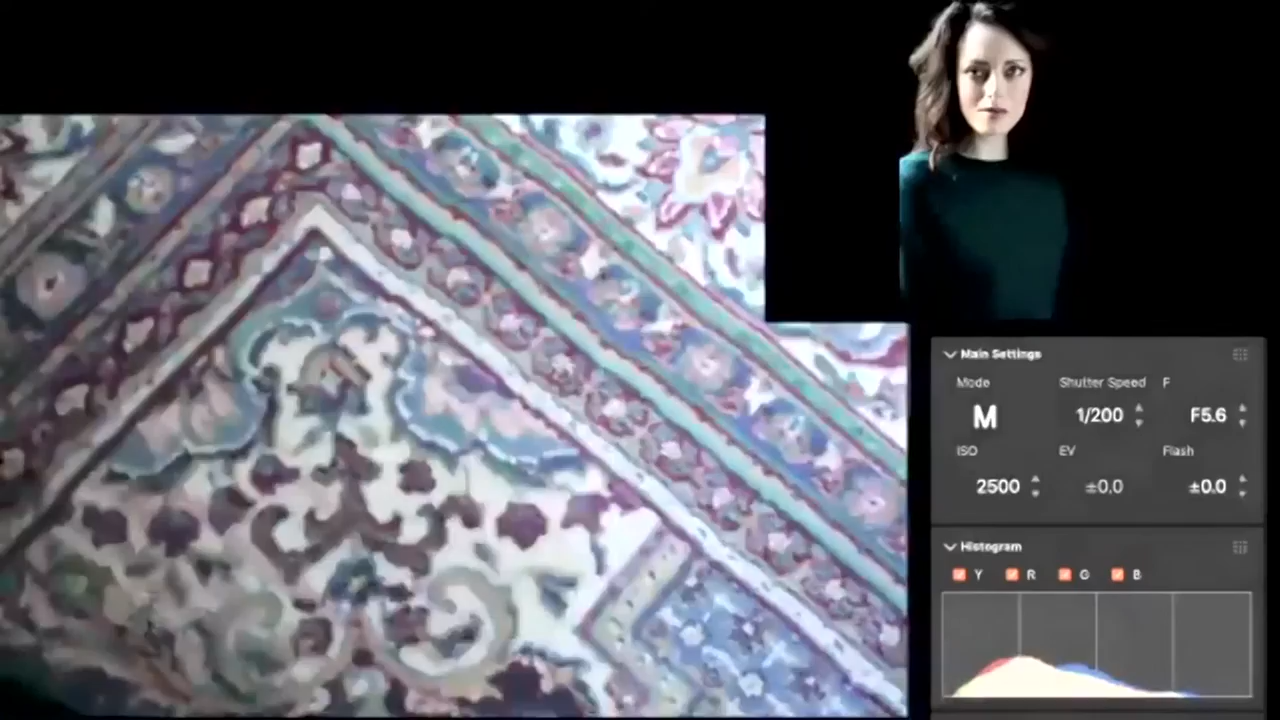 Main Settings
Mode Shutter Speed F
M 1/200 F5.6
ISO EV Flash
2500 ±0.0 ±0.0
Histogram
Y R G B